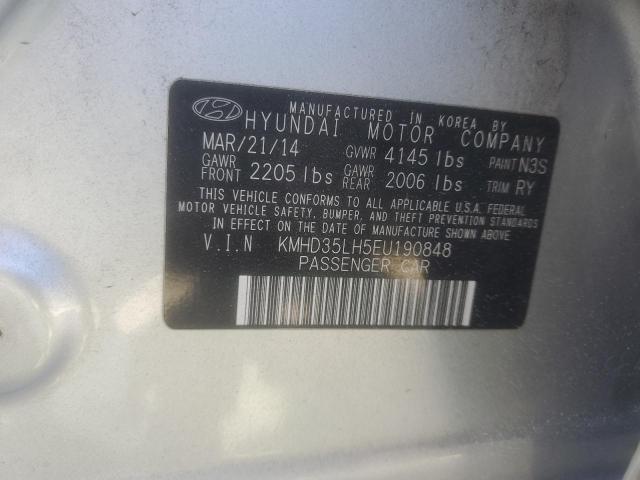 MANUFACTURED IN KOREA BY
HYUNDAI MOTOR COMPANY
MAR/21/14 GVWR 4145 lbs PAINT N3S
GAWR FRONT 2205 lbs GAWR REAR 2006 lbs TRIM RY
THIS VEHICLE CONFORMS TO ALL APPLICABLE U.S.A. FEDERAL
MOTOR VEHICLE SAFETY, BUMPER, AND THEFT PREVENTION STANDARDS
IN EFFECT ON THE DATE OF MANUFACTURE SHOWN ABOVE.
V.I.N KMHD35LH5EU190848
PASSENGER CAR